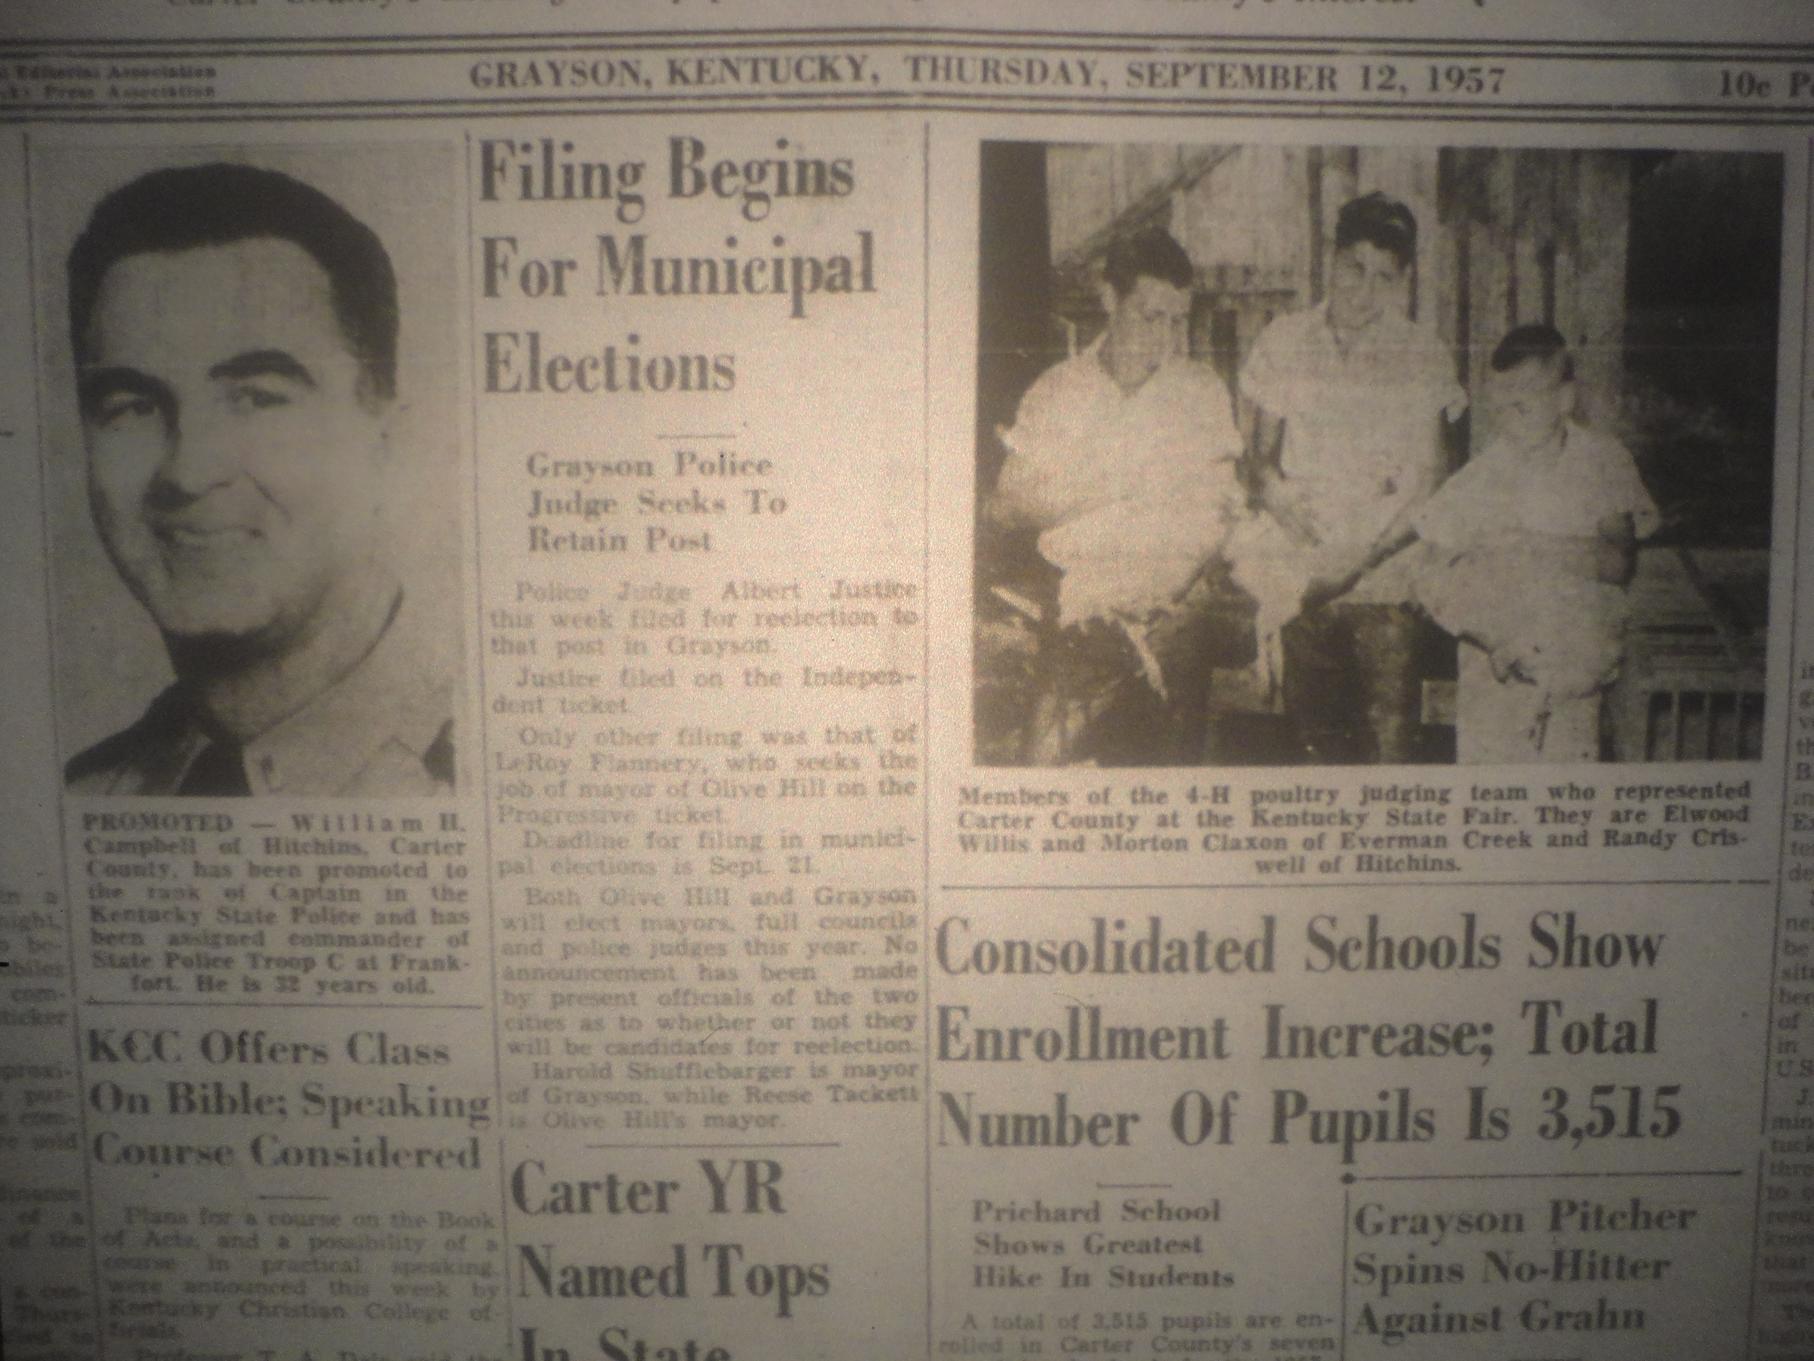 Editorial Association
Press Association
GRAYSON, KENTUCKY, THURSDAY, SEPTEMBER 12, 1957
10c
PROMOTED — William H.
Campbell of Hitchins, Carter
County, has been promoted to
the rank of Captain in the
Kentucky State Police and has
been assigned commander of
State Police Troop C at Frank-
fort. He is 32 years old.
KCC Offers Class
On Bible; Speaking
Course Considered
Plans for a course on the Book
of Acts, and a possibility of a
course in practical speaking,
were announced this week by
Kentucky Christian College of-
ficials.
Professor T. A.
Filing Begins
For Municipal
Elections
Grayson Police
Judge Seeks To
Retain Post
Police Judge Albert Justice
this week filed for reelection to
that post in Grayson.
Justice filed on the Indepen-
dent ticket.
Only other filing was that of
LeRoy Flannery, who seeks the
job of mayor of Olive Hill on the
Progressive ticket.
Deadline for filing in munici-
pal elections is Sept. 21.
Both Olive Hill and Grayson
will elect mayors, full councils
and police judges this year. No
announcement has been made
by present officials of the two
cities as to whether or not they
will be candidates for reelection.
Harold Shufflebarger is mayor
of Grayson, while Reese Tackett
is Olive Hill's mayor.
Carter YR
Named Tops
In State
Members of the 4-H poultry judging team who represented
Carter County at the Kentucky State Fair. They are Elwood
Willis and Morton Claxon of Everman Creek and Randy Cris-
well of Hitchins.
Consolidated Schools Show
Enrollment Increase; Total
Number Of Pupils Is 3,515
Prichard School
Shows Greatest
Hike In Students
A total of 3,515 pupils are en-
rolled in Carter County's seven
Grayson Pitcher
Spins No-Hitter
Against Grahn